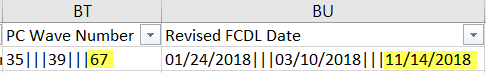 BT BU
PC Wave Number Revised FCDL Date
35|||39|||67 01/24/2018|||03/10/2018|||11/14/2018